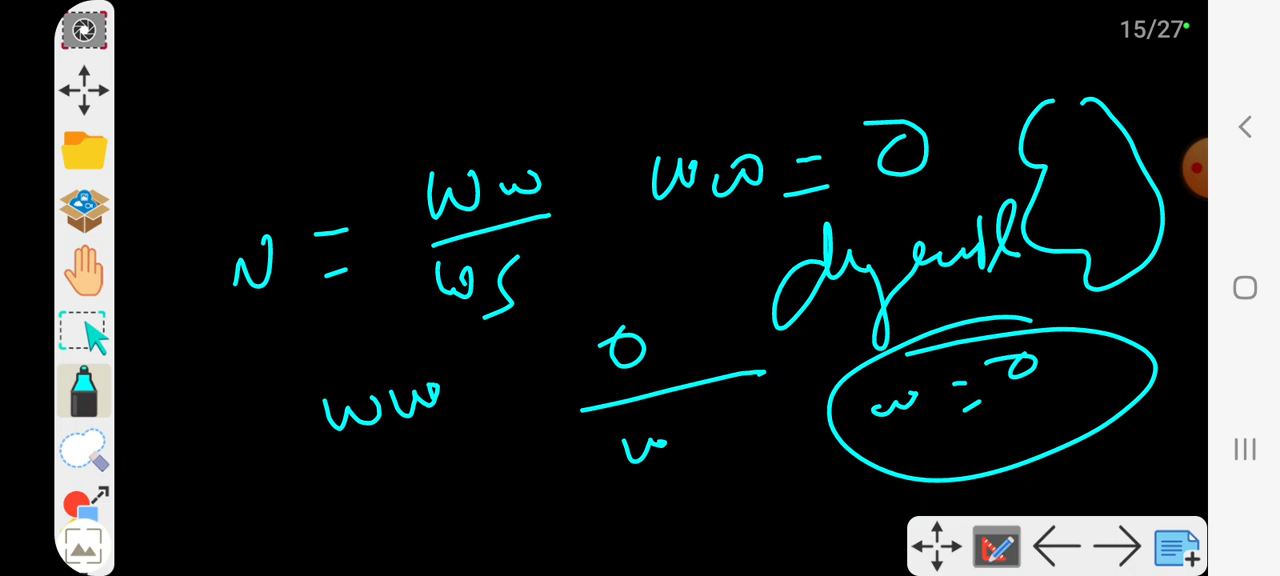 15/27
N = Ww / Ws
Ww = 0
dry soil
Ww
0 / W
w = 0